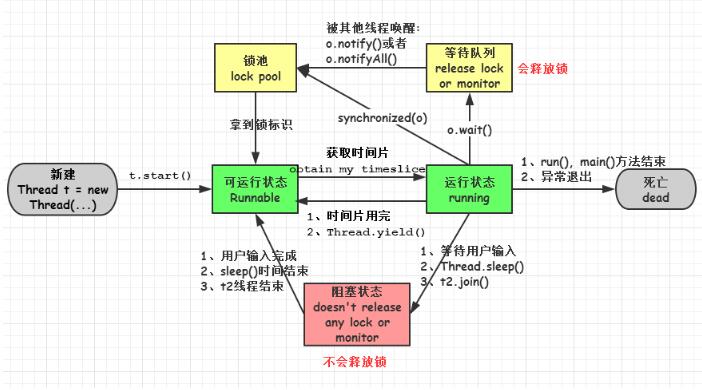 被其他线程唤醒:
o.notify()或者
o.notifyAll()
锁池
lock pool
等待队列
release lock
or monitor
会释放锁
拿到锁标识
synchronized(o)
o.wait()
新建
Thread t = new
Thread(...)
t.start()
可运行状态
Runnable
获取时间片
obtain my timeslice
运行状态
running
1、run(), main()方法结束
2、异常退出
死亡
dead
1、时间片用完
2、Thread.yield()
1、用户输入完成
2、sleep()时间结束
3、t2线程结束
1、等待用户输入
2、Thread.sleep()
3、t2.join()
阻塞状态
doesn't release
any lock or
monitor
不会释放锁